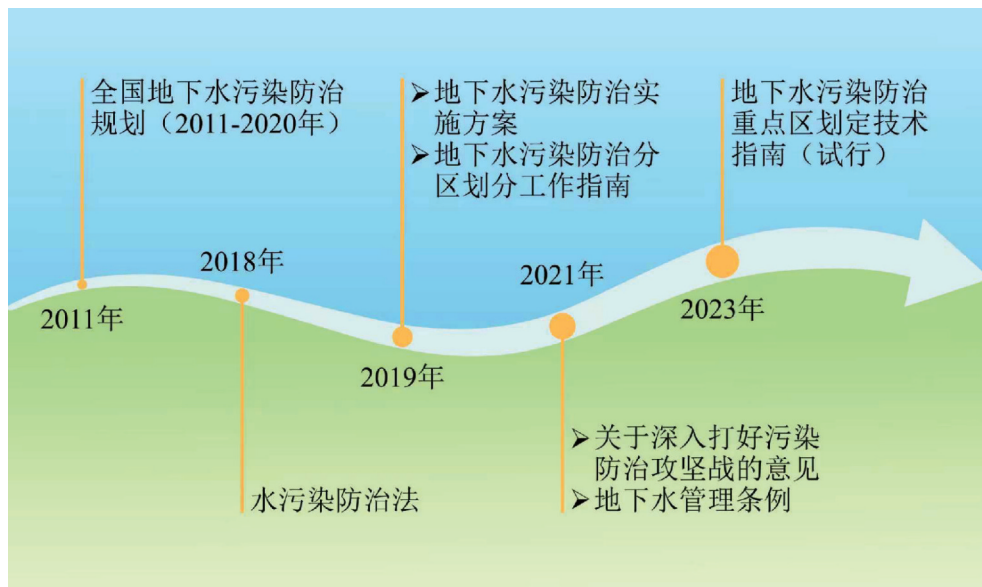 全国地下水污染防治
规划（2011-2020年）
2011年
2018年
水污染防治法
➢地下水污染防治实
施方案
➢地下水污染防治分
区划分工作指南
2019年
2021年
➢关于深入打好污染
防治攻坚战的意见
➢地下水管理条例
地下水污染防治
重点区划定技术
指南（试行）
2023年